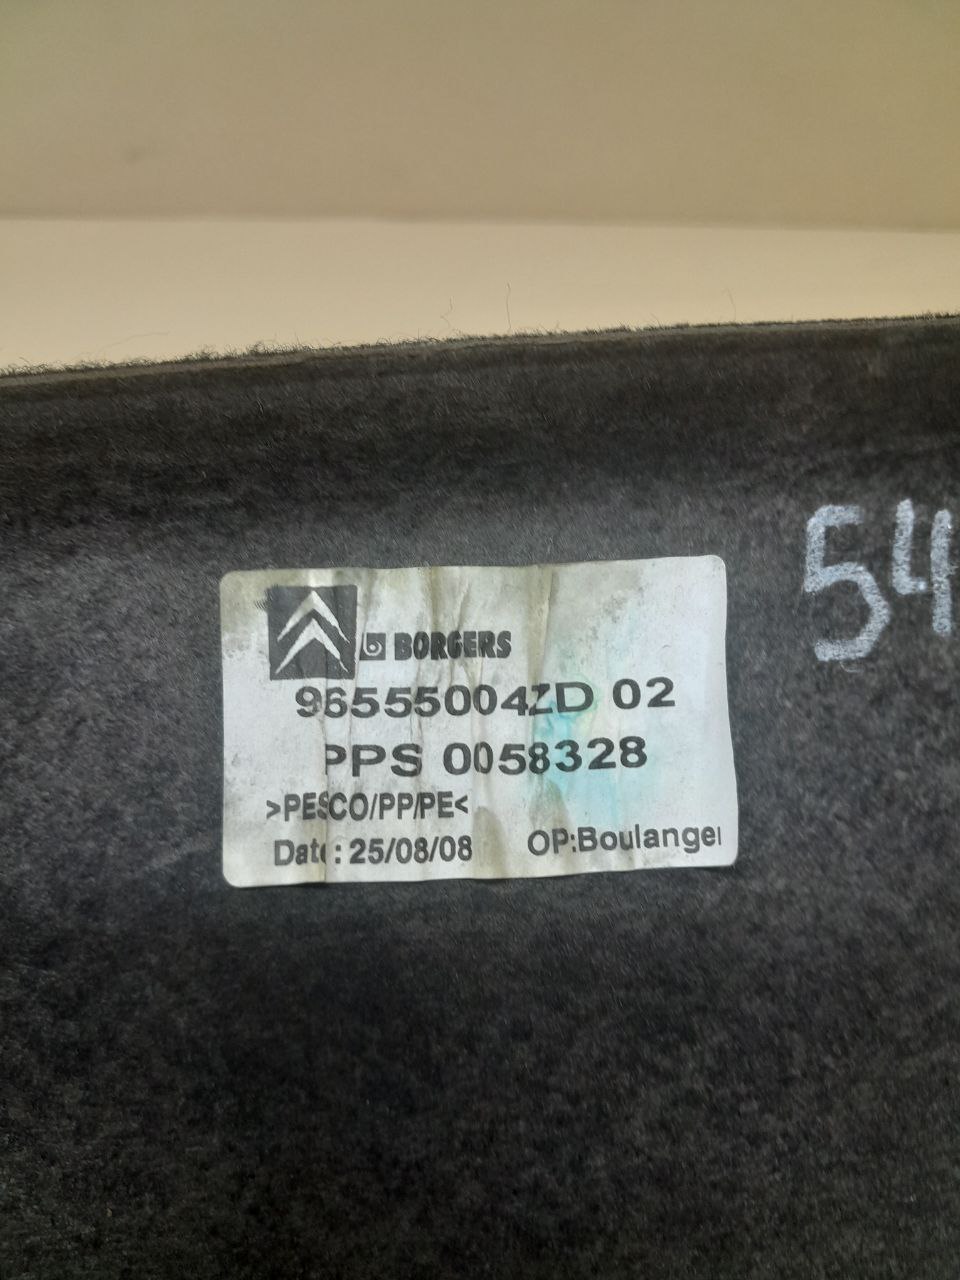 BORGERS
96555004ZD 02
PPS 0058328
>PESCO/PP/PE<
Date: 25/08/08 OP:Boulanger
54